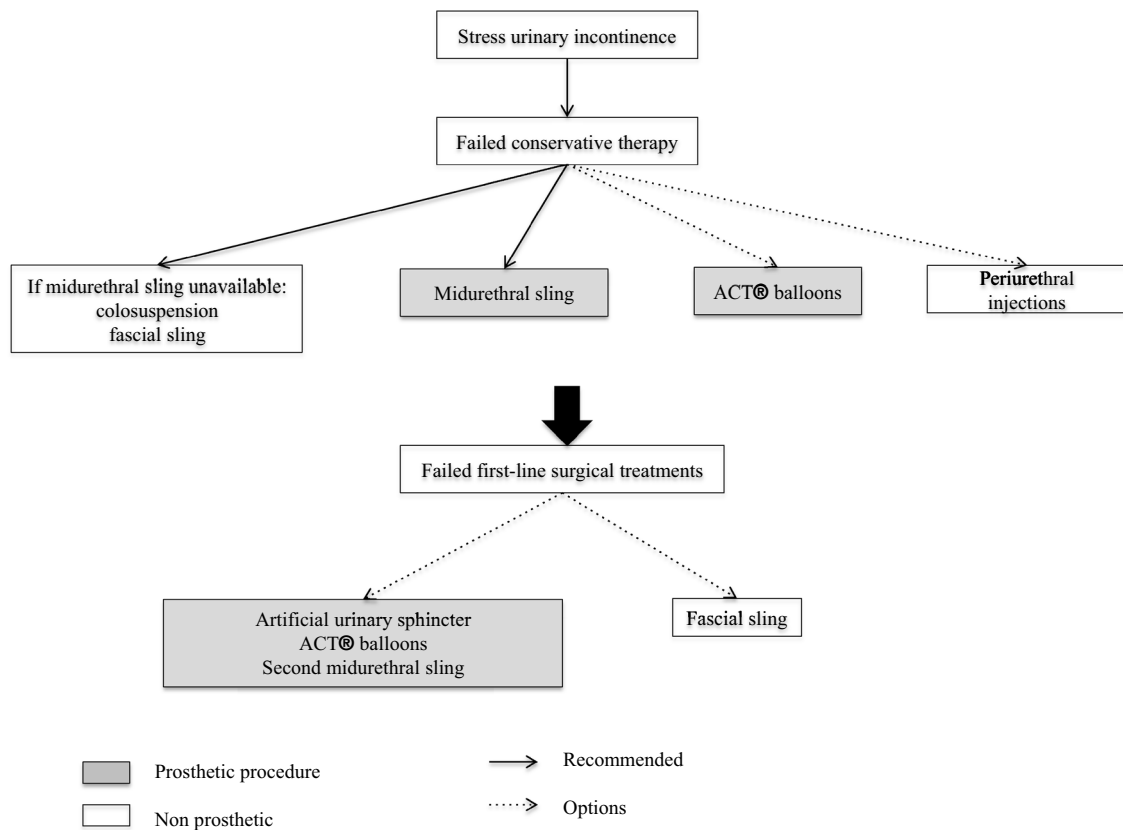 Stress urinary incontinence
Failed conservative therapy
If midurethral sling unavailable:
colosuspension
fascial sling
Midurethral sling
ACT® balloons
Periurethral
injections
Failed first-line surgical treatments
Artificial urinary sphincter
ACT® balloons
Second midurethral sling
Fascial sling
Prosthetic procedure
Non prosthetic
Recommended
Options